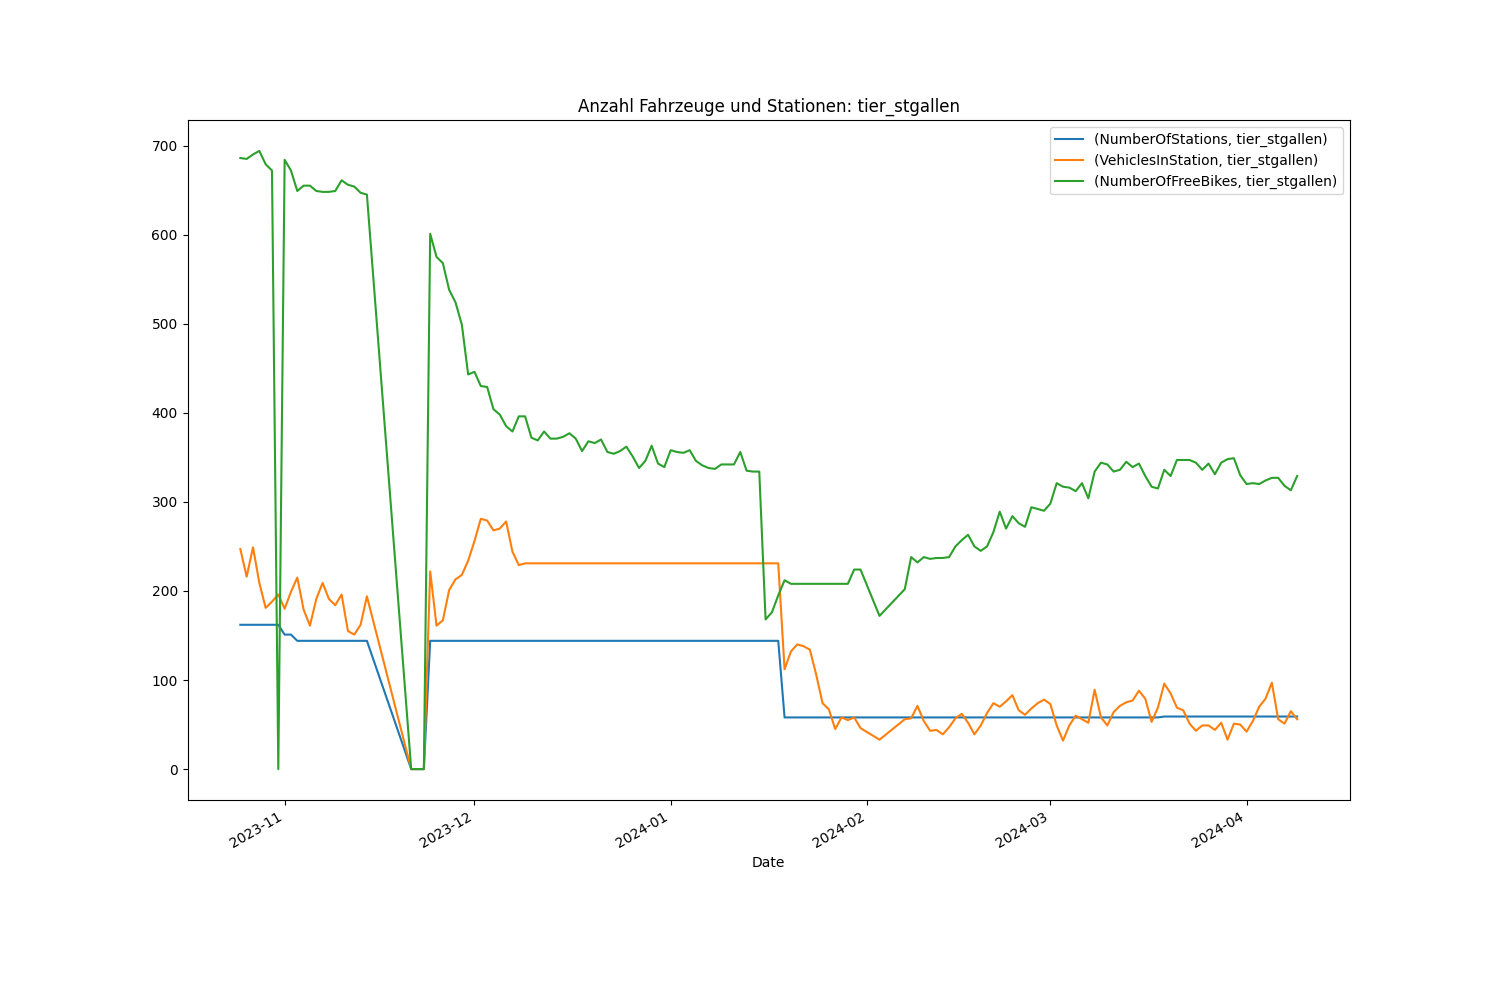 Anzahl Fahrzeuge und Stationen: tier_stgallen
(NumberOfStations, tier_stgallen)
(VehiclesInStation, tier_stgallen)
(NumberOfFreeBikes, tier_stgallen)
700
600
500
400
300
200
100
0
2023-11
2023-12
2024-01
2024-02
2024-03
2024-04
Date